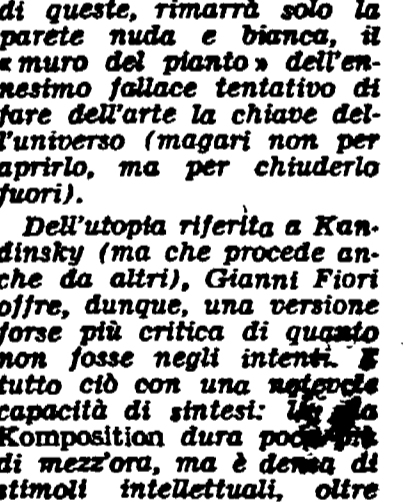 di queste, rimarrà solo la
parete nuda e bianca, il
« muro del pianto » dell'en-
nesimo fallace tentativo di
fare dell'arte la chiave del-
l'universo (magari non per
aprirlo, ma per chiuderlo
fuori).
Dell'utopia riferita a Kan-
dinsky (ma che procede an-
che da altri), Gianni Fiori
offre, dunque, una versione
forse più critica di quanto
non fosse negli intenti. E
tutto ciò con una notevole
capacità di sintesi:
Komposition dura poco più
di mezz'ora, ma è densa di
stimoli intellettuali, oltre